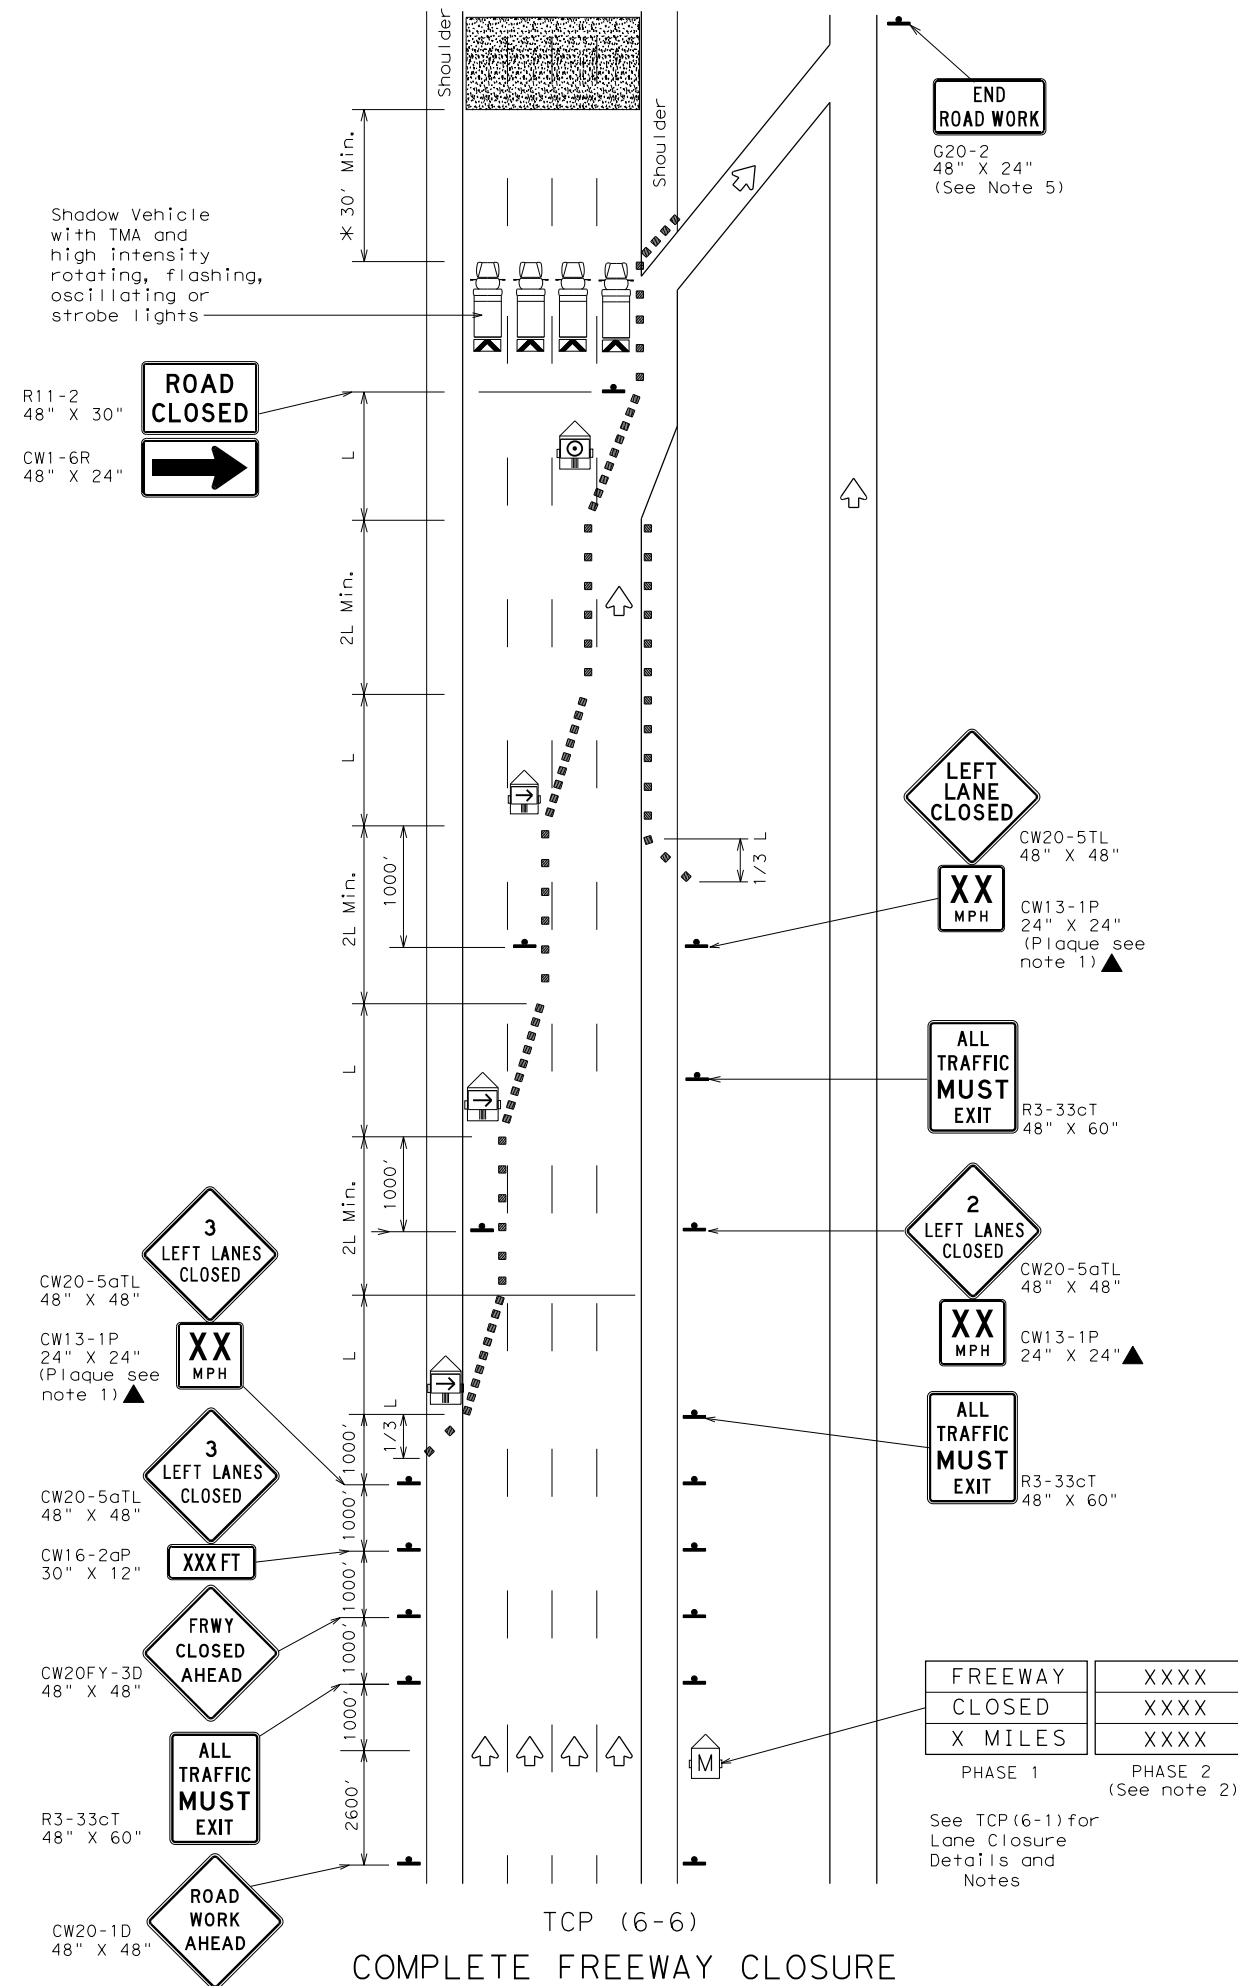 Shoulder
Shoulder
* 30' Min.
END
ROAD WORK
G20-2
48" X 24"
(See Note 5)
Shadow Vehicle
with TMA and
high intensity
rotating, flashing,
oscillating or
strobe lights
ROAD
CLOSED
R11-2
48" X 30"
CW1-6R
48" X 24"
L
2L Min.
L
1000'
2L Min.
1/3 L
LEFT
LANE
CLOSED
CW20-5TL
48" X 48"
XX
MPH
CW13-1P
24" X 24"
(Plaque see
note 1)▲
L
ALL
TRAFFIC
MUST
EXIT
R3-33cT
48" X 60"
1000'
2L Min.
2
LEFT LANES
CLOSED
CW20-5aTL
48" X 48"
XX
MPH
CW13-1P
24" X 24"▲
3
LEFT LANES
CLOSED
CW20-5aTL
48" X 48"
XX
MPH
CW13-1P
24" X 24"
(Plaque see
note 1)▲
L
1/3 L
ALL
TRAFFIC
MUST
EXIT
R3-33cT
48" X 60"
3
LEFT LANES
CLOSED
CW20-5aTL
48" X 48"
XXX FT
CW16-2aP
30" X 12"
1000'
1000'
1000'
1000'
1000'
2600'
FRWY
CLOSED
AHEAD
CW20FY-3D
48" X 48"
ALL
TRAFFIC
MUST
EXIT
R3-33cT
48" X 60"
M
FREEWAY
CLOSED
X MILES
PHASE 1
XXXX
XXXX
XXXX
PHASE 2
(See note 2)
See TCP(6-1)for
Lane Closure
Details and
Notes
ROAD
WORK
AHEAD
CW20-1D
48" X 48"
TCP (6-6)
COMPLETE FREEWAY CLOSURE